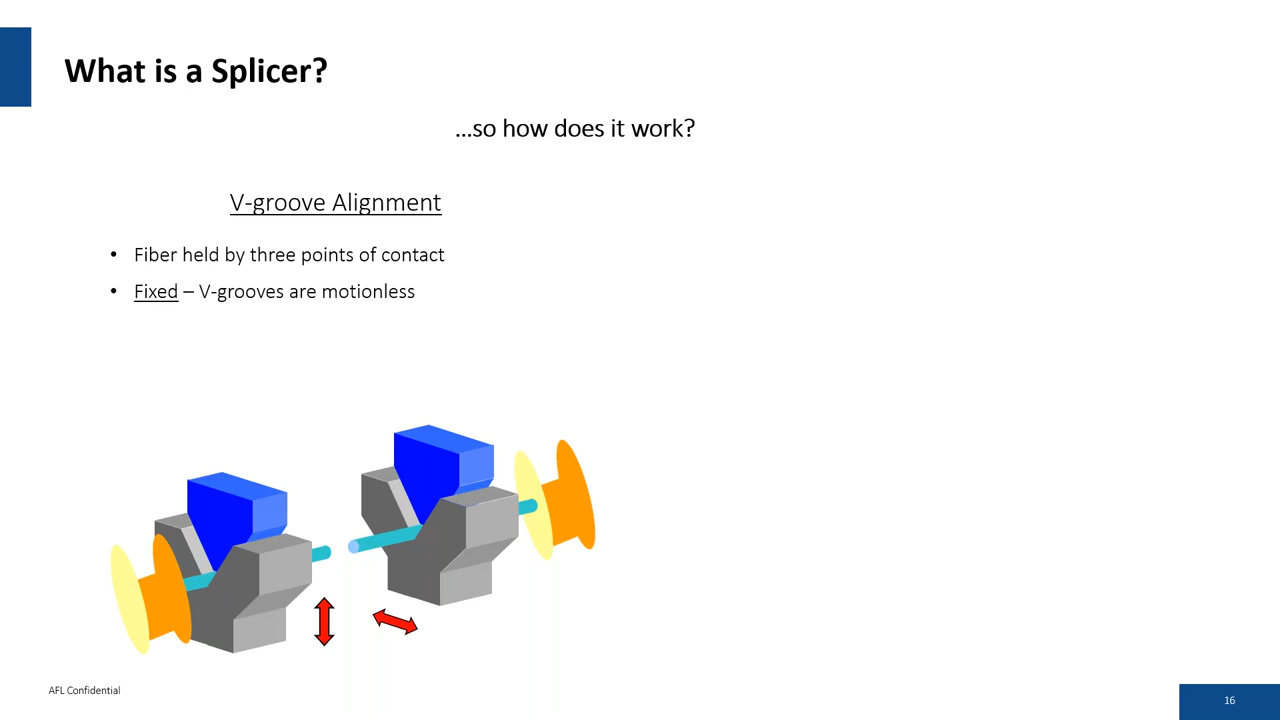 What is a Splicer?
...so how does it work?
V-groove Alignment
• Fiber held by three points of contact
• Fixed – V-grooves are motionless
AFL Confidential
16